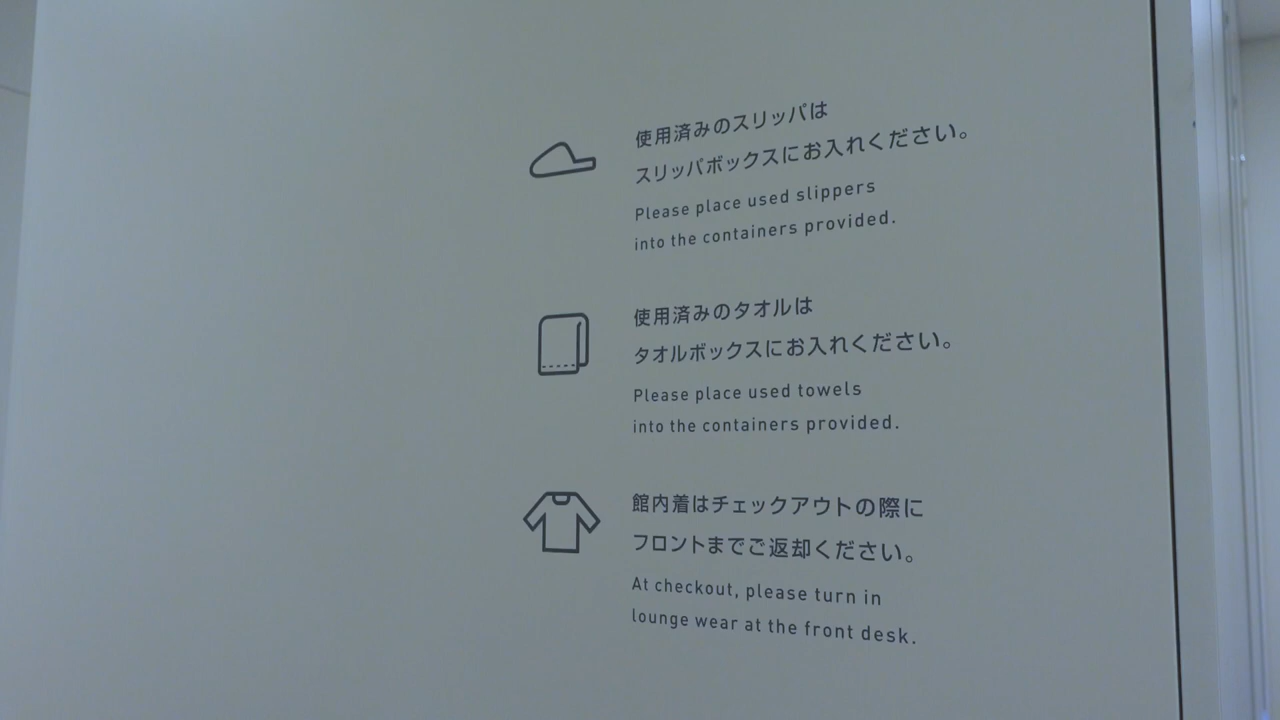 使用済みのスリッパは
スリッパボックスにお入れください。
Please place used slippers
into the containers provided.
使用済みのタオルは
タオルボックスにお入れください。
Please place used towels
into the containers provided.
館内着はチェックアウトの際に
フロントまでご返却ください。
At checkout, please turn in
lounge wear at the front desk.